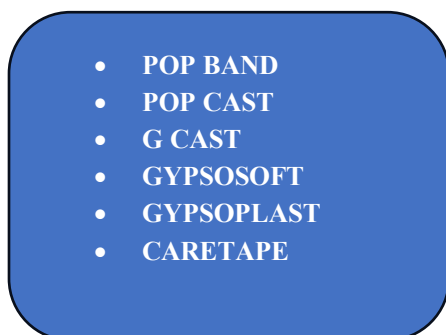 • POP BAND
• POP CAST
• G CAST
• GYPSOSOFT
• GYPSOPLAST
• CARETAPE